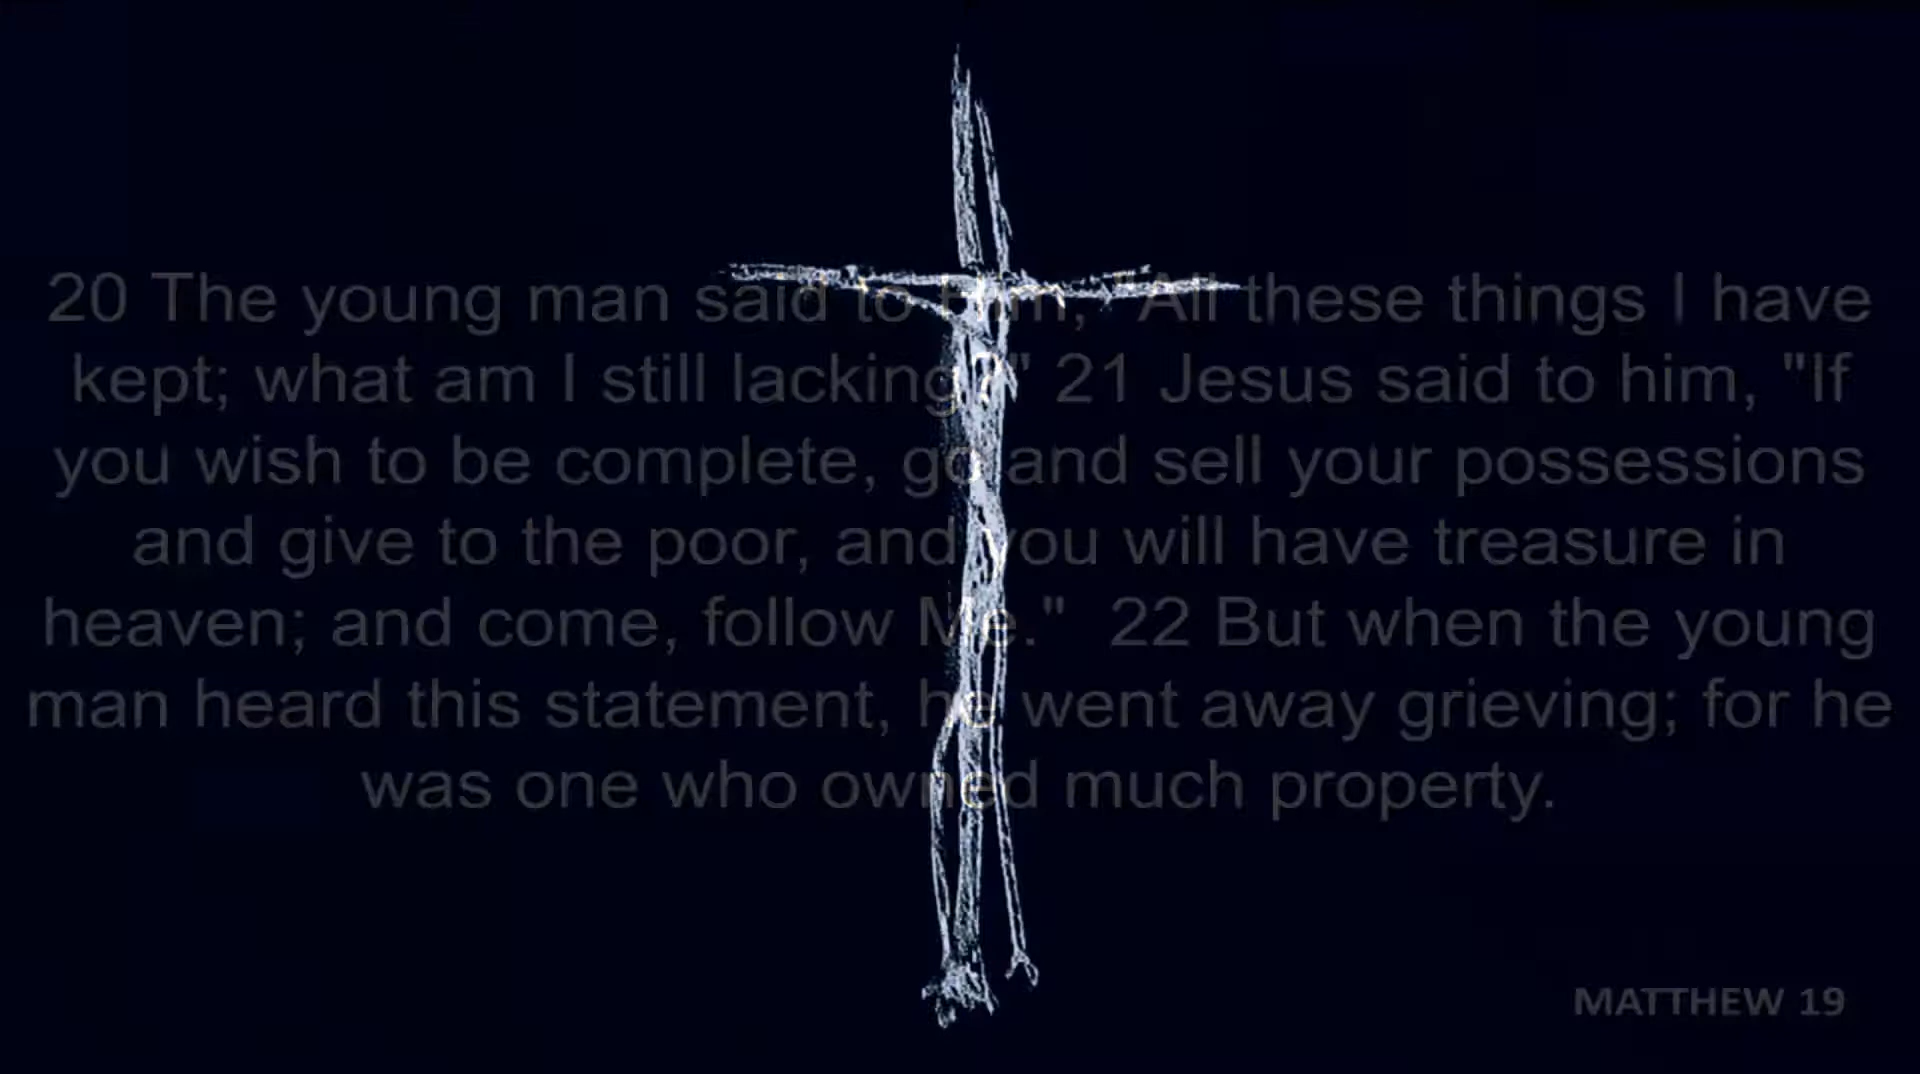 20 The young man said to Him, "All these things I have
kept; what am I still lacking?" 21 Jesus said to him, "If
you wish to be complete, go and sell your possessions
and give to the poor, and you will have treasure in
heaven; and come, follow Me."  22 But when the young
man heard this statement, he went away grieving; for he
was one who owned much property.
MATTHEW 19